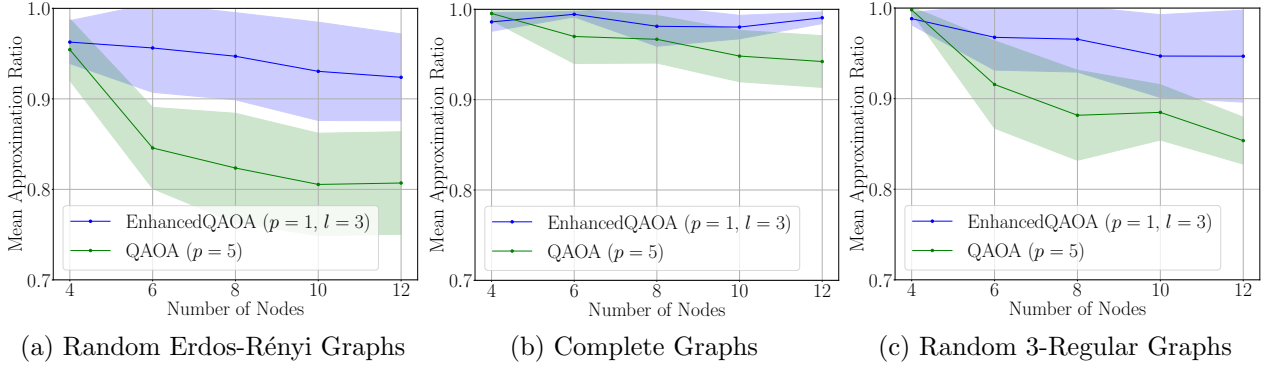 1.0
0.9
0.8
0.7
Mean Approximation Ratio
EnhancedQAOA (p = 1, l = 3)
QAOA (p = 5)
4 6 8 10 12
Number of Nodes
(a) Random Erdos-Rényi Graphs
1.0
0.9
0.8
0.7
Mean Approximation Ratio
EnhancedQAOA (p = 1, l = 3)
QAOA (p = 5)
4 6 8 10 12
Number of Nodes
(b) Complete Graphs
1.0
0.9
0.8
0.7
Mean Approximation Ratio
EnhancedQAOA (p = 1, l = 3)
QAOA (p = 5)
4 6 8 10 12
Number of Nodes
(c) Random 3-Regular Graphs